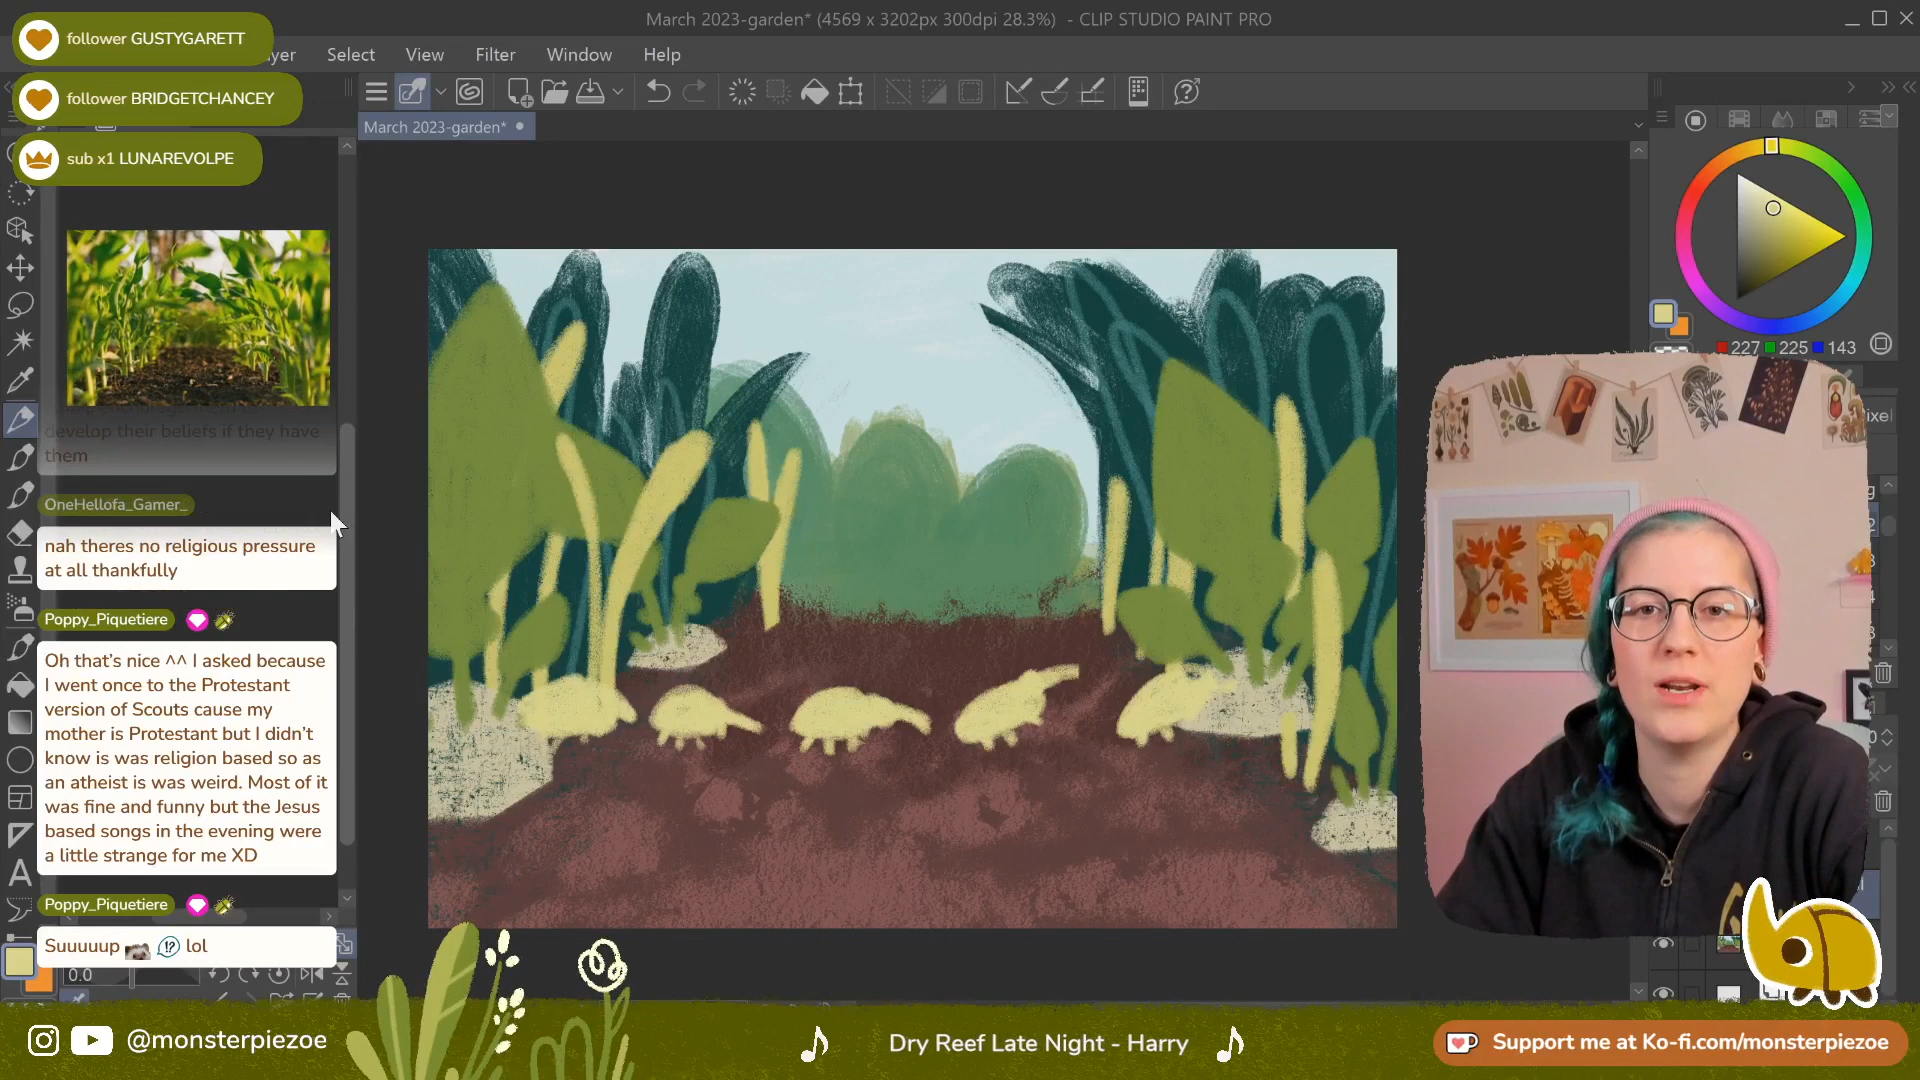 March 2023-garden* (4569 x 3202px 300dpi 28.3%) - CLIP STUDIO PAINT PRO
follower GUSTYGARETT
Select View Filter Window Help
follower BRIDGETCHANCEY
sub x1 LUNAREVOLPE
March 2023-garden*
227 225 143
develop their beliefs if they have
them
OneHellofa_Gamer_
nah theres no religious pressure
at all thankfully
Poppy_Piquetiere
Oh that's nice ^^ I asked because
I went once to the Protestant
version of Scouts cause my
mother is Protestant but I didn't
know is was religion based so as
an atheist is was weird. Most of it
was fine and funny but the Jesus
based songs in the evening were
a little strange for me XD
Poppy_Piquetiere
Suuuuup !? lol
0.0
@monsterpiezoe
Dry Reef Late Night - Harry
Support me at Ko-fi.com/monsterpiezoe